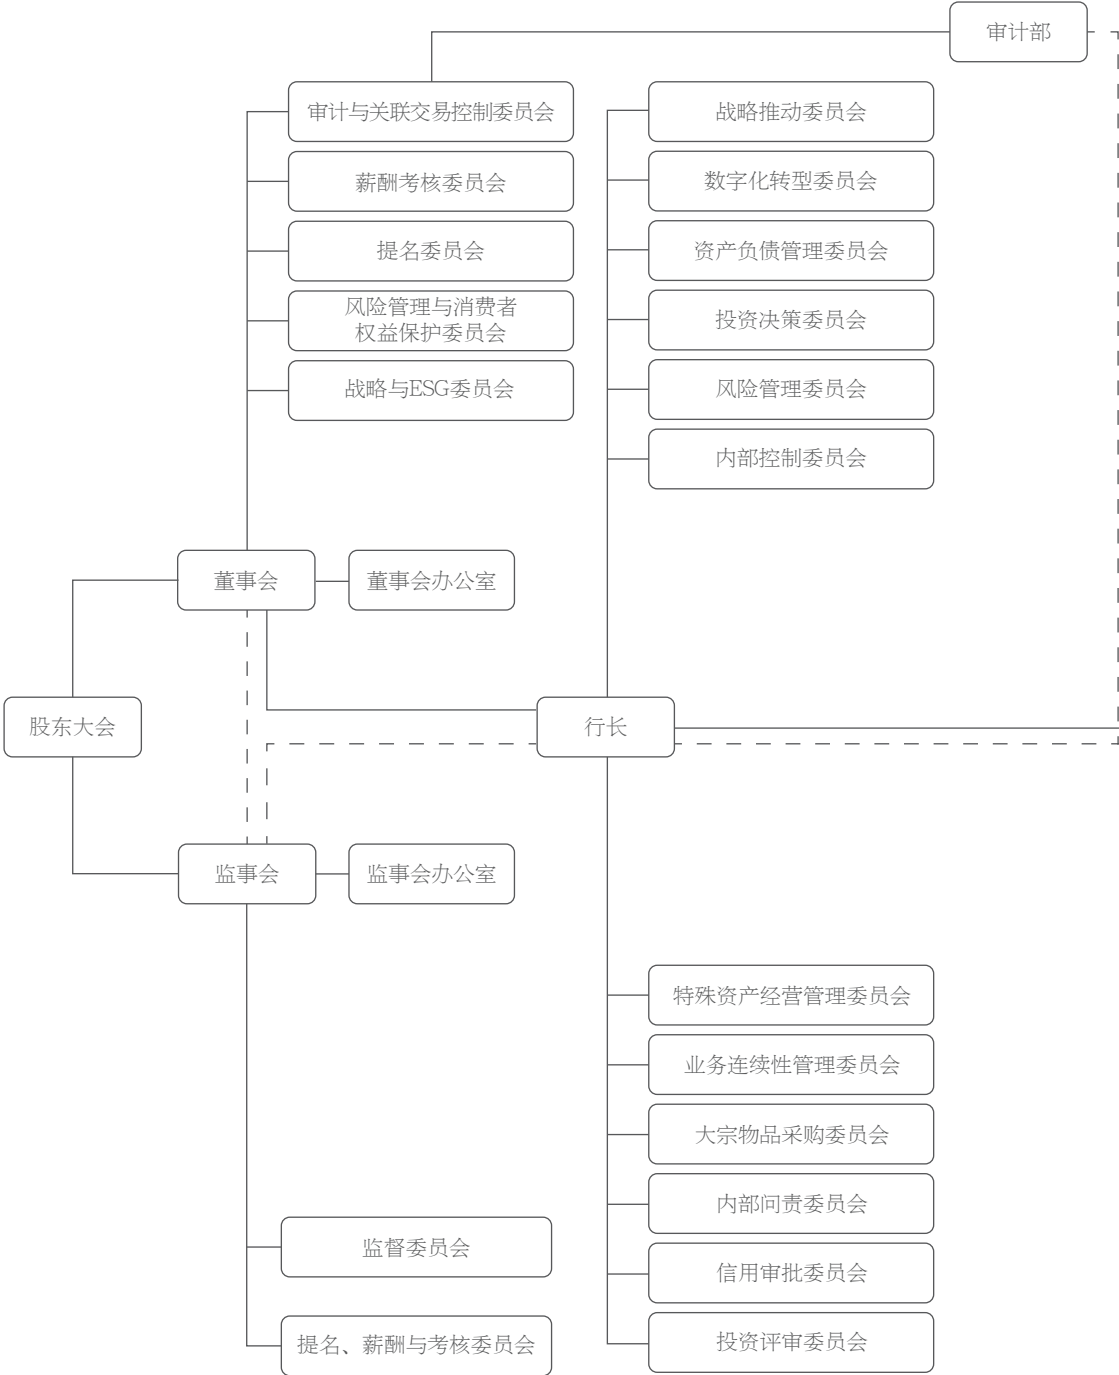 审计部
审计与关联交易控制委员会
薪酬考核委员会
提名委员会
风险管理与消费者
权益保护委员会
战略与ESG委员会
战略推动委员会
数字化转型委员会
资产负债管理委员会
投资决策委员会
风险管理委员会
内部控制委员会
董事会
董事会办公室
股东大会
行长
监事会
监事会办公室
特殊资产经营管理委员会
业务连续性管理委员会
大宗物品采购委员会
内部问责委员会
信用审批委员会
投资评审委员会
监督委员会
提名、薪酬与考核委员会